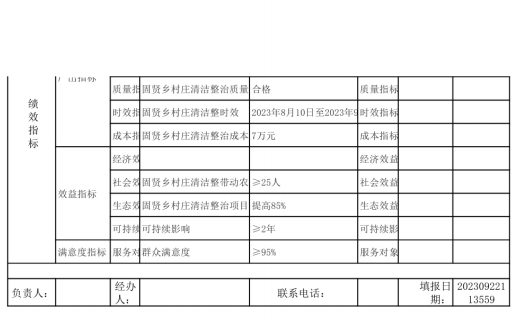 产出指标
质量指 固贤乡村庄清洁整治质量 合格 质量指标
绩效指标
时效指 固贤乡村庄清洁整时效 2023年8月10日至2023年9 时效指标
成本指 固贤乡村庄清洁整治成本 7万元 成本指标
效益指标
经济效 经济效益
社会效 固贤乡村庄清洁整带动农 ≥25人 社会效益
生态效 固贤乡村庄清洁整治项目 提高85% 生态效益
可持续 可持续影响 ≥2年 可持续影
满意度指标 服务对 群众满意度 ≥95% 服务对象
负责人: 经办人: 联系电话: 填报日期: 20230922113559